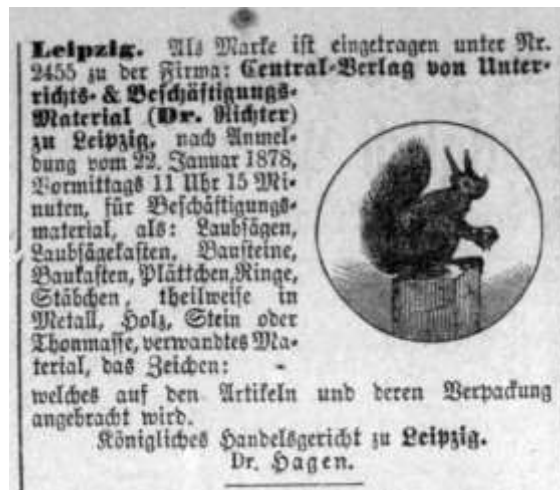 Leipzig. Als Marke ist eingetragen unter Nr.
2455 zu der Firma: Central-Verlag von Unter-
richts- & Beschäftigungs-
Material (Dr. Richter)
zu Leipzig, nach Anmel-
dung vom 22. Januar 1878,
Vormittags 11 Uhr 15 Mi-
nuten, für Beschäftigungs-
material, als: Laubsägen,
Laubsägekasten, Bausteine,
Baukasten, Plättchen, Ringe,
Stäbchen, theilweise in
Metall, Holz, Stein oder
Thonmasse, verwandtes Ma-
terial, das Zeichen: -
welches auf den Artikeln und deren Verpackung
angebracht wird.
Königliches Handelsgericht zu Leipzig.
Dr. Hagen.